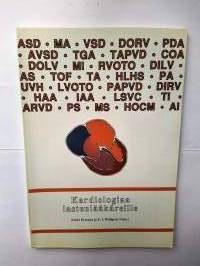 ASD • MA • VSD • DORV • PDA
• AVSD • TGA • TAPVD • COA
• DOLV • MI • RVOTO • DILV
AS • TOF • TA • HLHS • PA
UVH • LVOTO • PAPVD • DIRV
• HAA • IAA • LSVC • TI
ARVD • PS • MS • HOCM • AI
Kardiologiaa
lastenlääkäreille